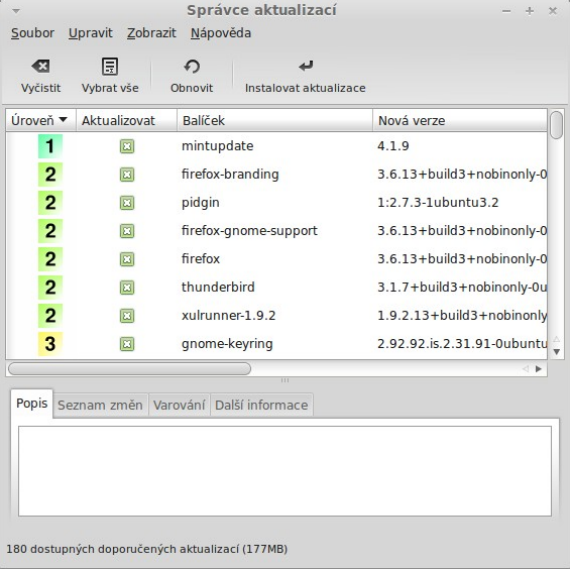 Správce aktualizací
Soubor Upravit Zobrazit Nápověda
Vyčistit Vybrat vše Obnovit Instalovat aktualizace
Úroveň Aktualizovat Balíček Nová verze
1 mintupdate 4.1.9
2 firefox-branding 3.6.13+build3+nobinonly-0
2 pidgin 1:2.7.3-1ubuntu3.2
2 firefox-gnome-support 3.6.13+build3+nobinonly-0
2 firefox 3.6.13+build3+nobinonly-0
2 thunderbird 3.1.7+build3+nobinonly-0u
2 xulrunner-1.9.2 1.9.2.13+build3+nobinonly
3 gnome-keyring 2.92.92.is.2.31.91-0ubuntu
Popis Seznam změn Varování Další informace
180 dostupných doporučených aktualizací (177MB)